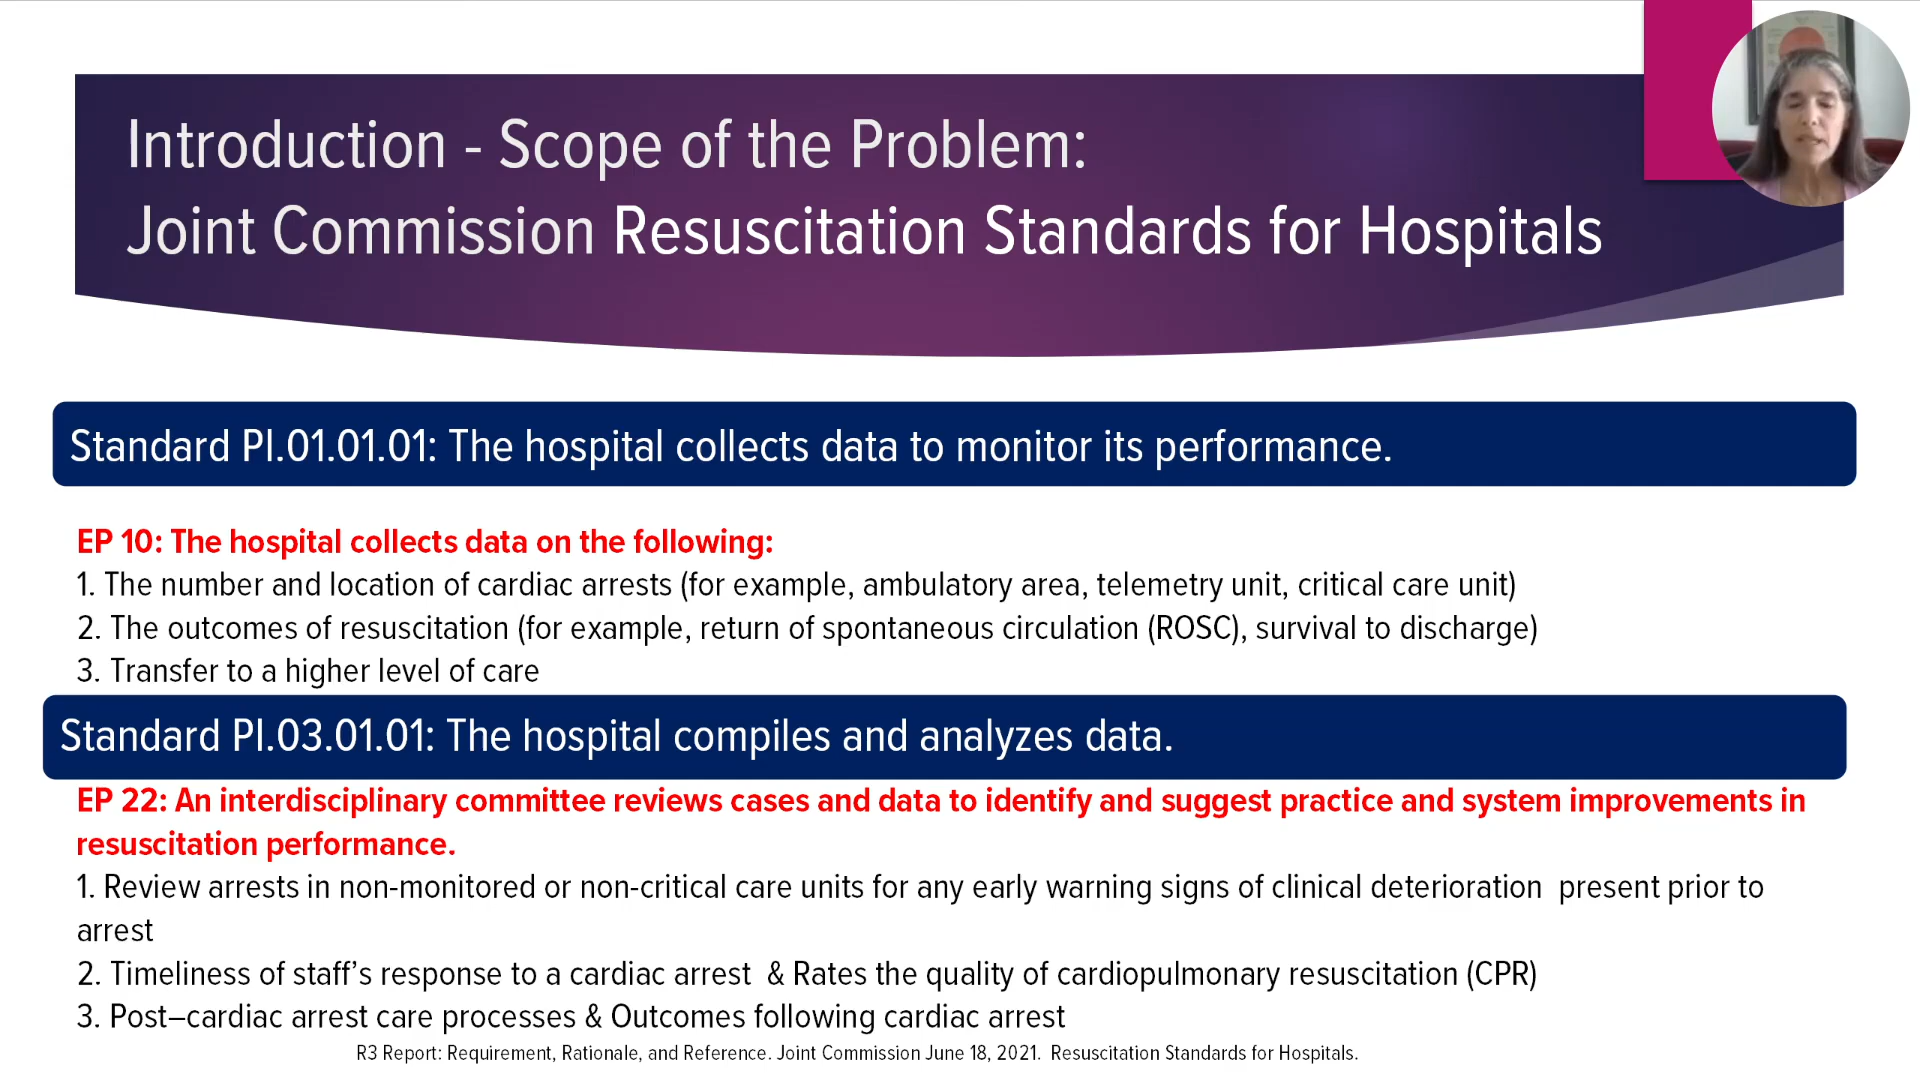 Introduction - Scope of the Problem:
Joint Commission Resuscitation Standards for Hospitals
Standard PI.01.01.01: The hospital collects data to monitor its performance.
EP 10: The hospital collects data on the following:
1. The number and location of cardiac arrests (for example, ambulatory area, telemetry unit, critical care unit)
2. The outcomes of resuscitation (for example, return of spontaneous circulation (ROSC), survival to discharge)
3. Transfer to a higher level of care
Standard PI.03.01.01: The hospital compiles and analyzes data.
EP 22: An interdisciplinary committee reviews cases and data to identify and suggest practice and system improvements in
resuscitation performance.
1. Review arrests in non-monitored or non-critical care units for any early warning signs of clinical deterioration  present prior to
arrest
2. Timeliness of staff’s response to a cardiac arrest  & Rates the quality of cardiopulmonary resuscitation (CPR)
3. Post–cardiac arrest care processes & Outcomes following cardiac arrest
R3 Report: Requirement, Rationale, and Reference. Joint Commission June 18, 2021.  Resuscitation Standards for Hospitals.